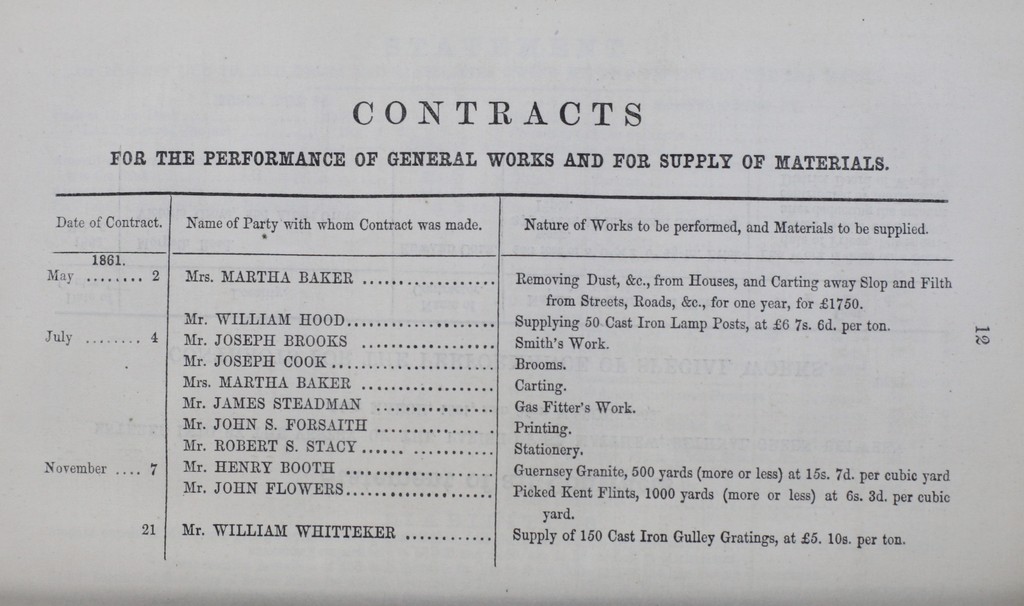 CONTRACTS
FOR THE PERFORMANCE OF GENERAL WORKS AND FOR SUPPLY OF MATERIALS.
Date of Contract. Name of Party with whom Contract was made. Nature of Works to be performed, and Materials to be supplied.
1861.
May ........ 2 Mrs. MARTHA BAKER .................. Removing Dust, &c., from Houses, and Carting away Slop and Filth
from Streets, Roads, &c., for one year, for £1750.
Mr. WILLIAM HOOD.................... Supplying 50 Cast Iron Lamp Posts, at £6 7s. 6d. per ton.
July ........ 4 Mr. JOSEPH BROOKS .................. Smith's Work.
Mr. JOSEPH COOK...................... Brooms.
Mrs. MARTHA BAKER .................. Carting.
Mr. JAMES STEADMAN ................ Gas Fitter's Work.
Mr. JOHN S. FORSAITH ................ Printing.
Mr. ROBERT S. STACY.................. Stationery.
November .... 7 Mr. HENRY BOOTH .................... Guernsey Granite, 500 yards (more or less) at 15s. 7d. per cubic yard
Mr. JOHN FLOWERS.................... Picked Kent Flints, 1000 yards (more or less) at 6s. 3d. per cubic
yard.
21 Mr. WILLIAM WHITTEKER ............ Supply of 150 Cast Iron Gulley Gratings, at £5. 10s. per ton.
12